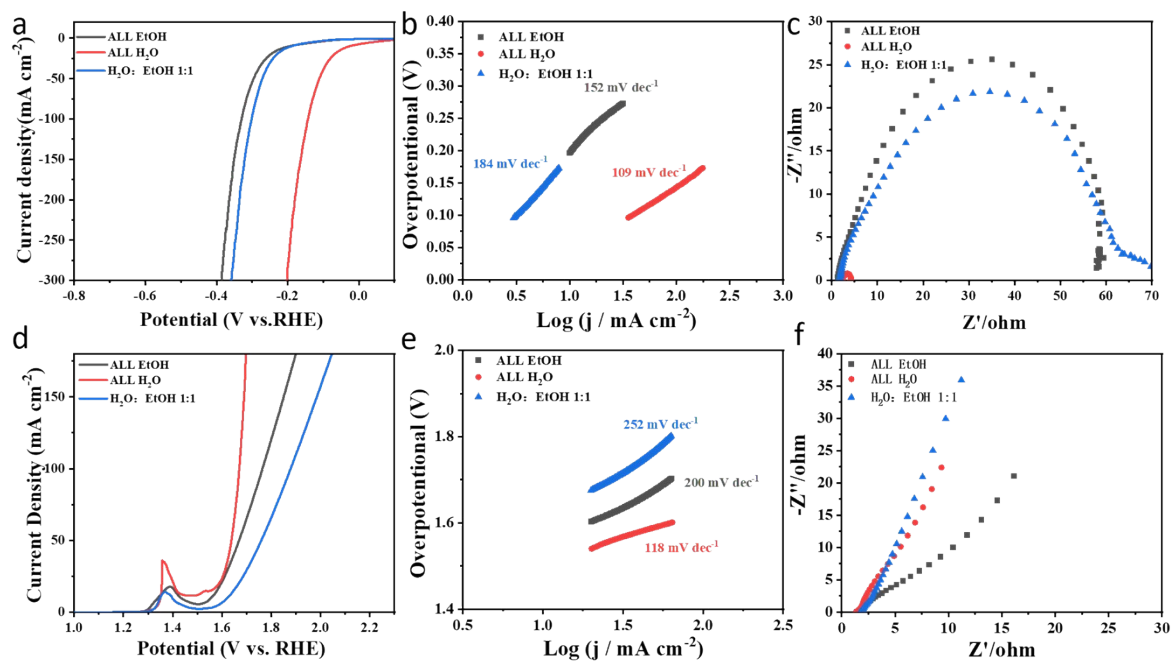 a
ALL EtOH
ALL H₂O
H₂O: EtOH 1:1
Current density(mA cm⁻²)
0
-50
-100
-150
-200
-250
-300
-0.8
-0.6
-0.4
-0.2
0.0
Potential (V vs.RHE)
b
ALL EtOH
ALL H₂O
H₂O: EtOH 1:1
152 mV dec⁻¹
184 mV dec⁻¹
109 mV dec⁻¹
Overpotional (V)
0.40
0.35
0.30
0.25
0.20
0.15
0.10
0.05
0.00
0.0
0.5
1.0
1.5
2.0
2.5
3.0
Log (j / mA cm⁻²)
c
ALL EtOH
ALL H₂O
H₂O: EtOH 1:1
-Z''/ohm
-30
-25
-20
-15
-10
-5
0
0
10
20
30
40
50
60
70
Z'/ohm
d
ALL EtOH
ALL H₂O
H₂O: EtOH 1:1
Current Density (mA cm⁻²)
150
100
50
0
1.0
1.2
1.4
1.6
1.8
2.0
2.2
Potential (V vs. RHE)
e
ALL EtOH
ALL H₂O
H₂O: EtOH 1:1
252 mV dec⁻¹
200 mV dec⁻¹
118 mV dec⁻¹
Overpotentional (V)
2.0
1.8
1.6
1.4
0.0
0.5
1.0
1.5
2.0
2.5
3.0
Log (j / mA cm⁻²)
f
ALL EtOH
ALL H₂O
H₂O: EtOH 1:1
-Z''/ohm
40
35
30
25
20
15
10
5
0
0
5
10
15
20
25
30
Z'/ohm